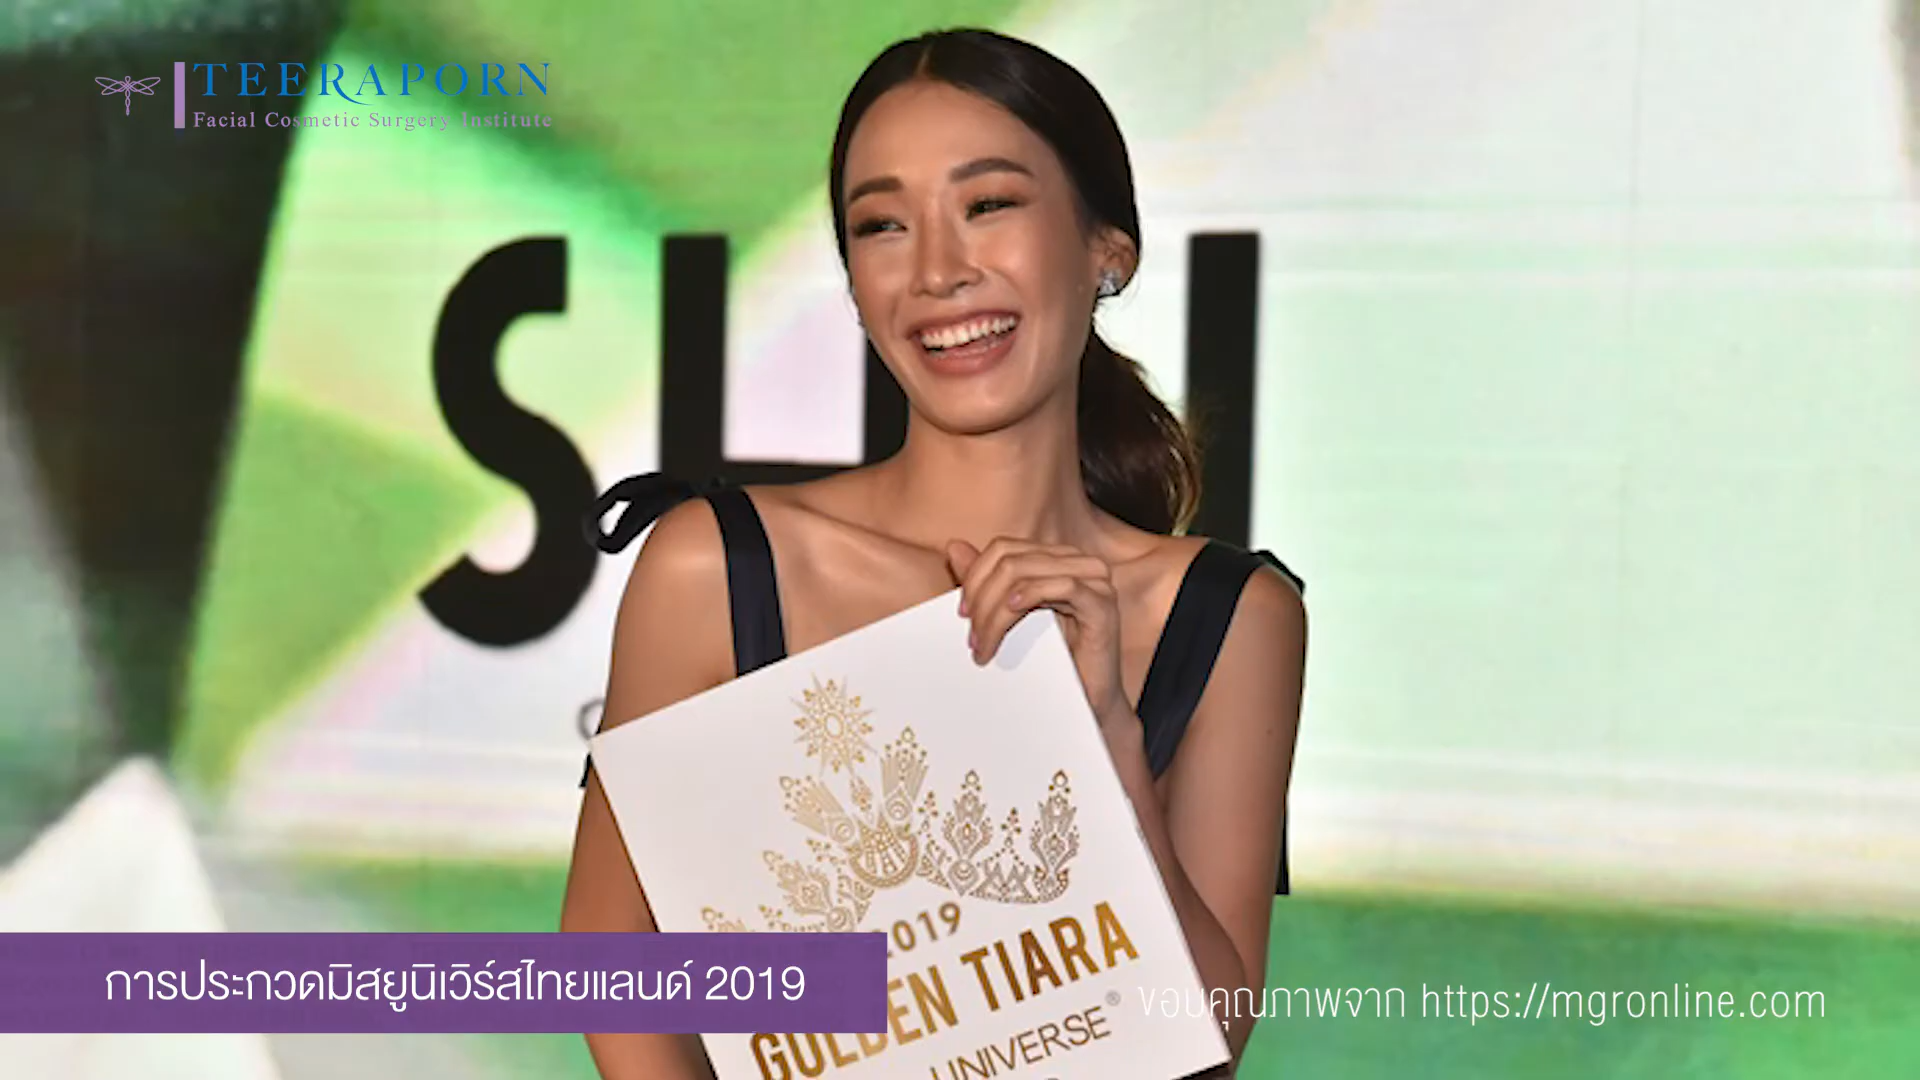 TEERAPORN
Facial Cosmetic Surgery Institute
2019
GOLDEN TIARA
UNIVERSE®
การประกวดมิสยูนิเวิร์สไทยแลนด์ 2019
ขอบคุณภาพจาก https://mgronline.com